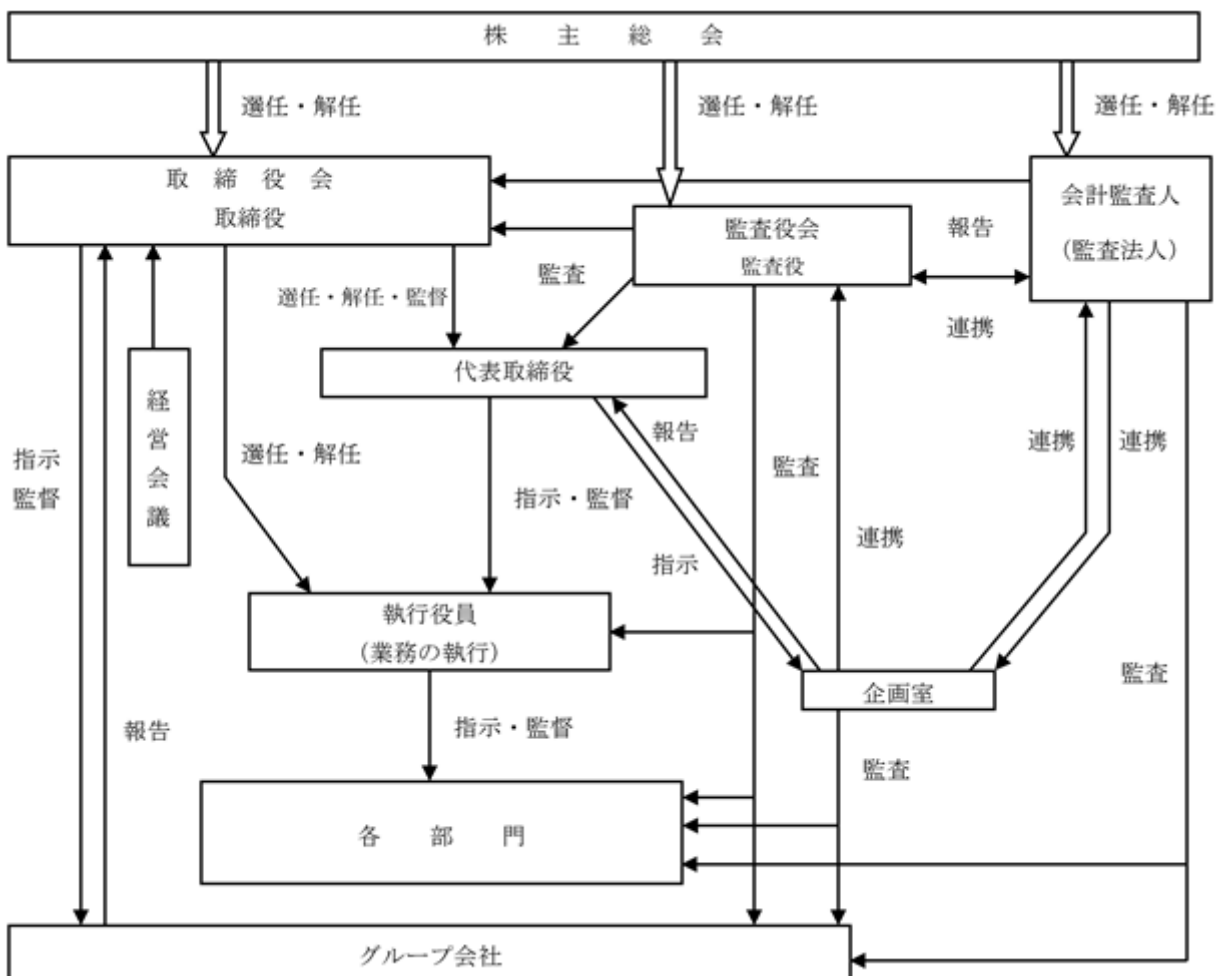 株主総会
選任・解任
選任・解任
選任・解任
取締役会
取締役
会計監査人
(監査法人)
監査役会
監査役
報告
監査
選任・解任・監督
連携
代表取締役
経営会議
報告
連携
連携
指示
監督
選任・解任
監査
指示・監督
連携
指示
執行役員
(業務の執行)
企画室
監査
報告
指示・監督
監査
各部門
グループ会社